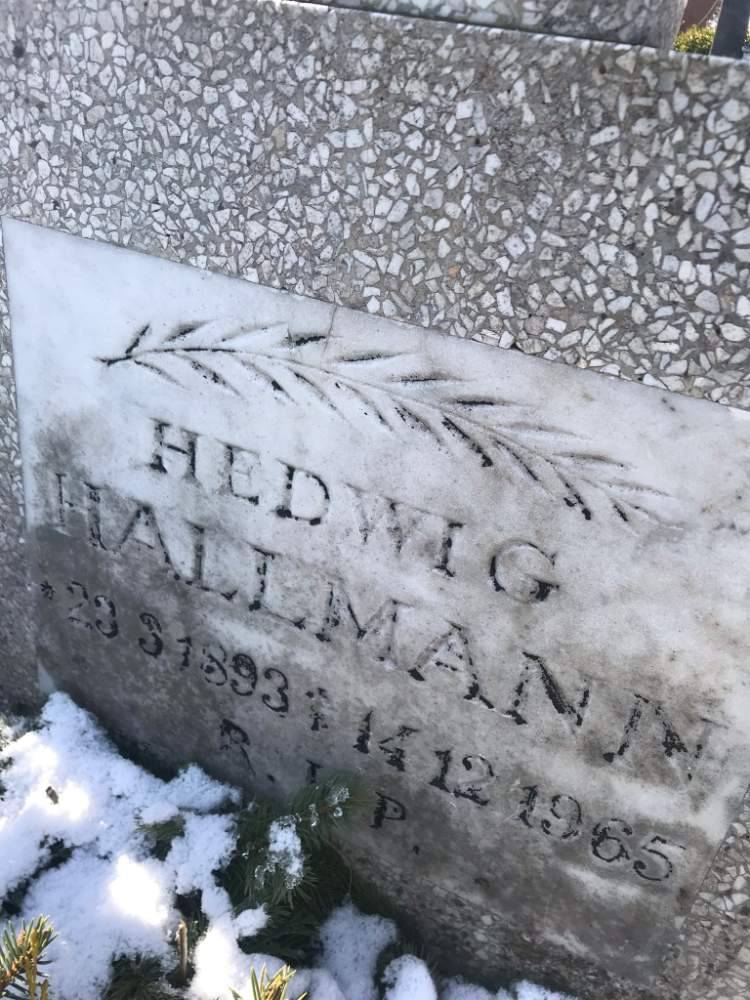 HEDWIG
HALLMANN
* 23 3 1893 † 14 12 1965
R. I. P.